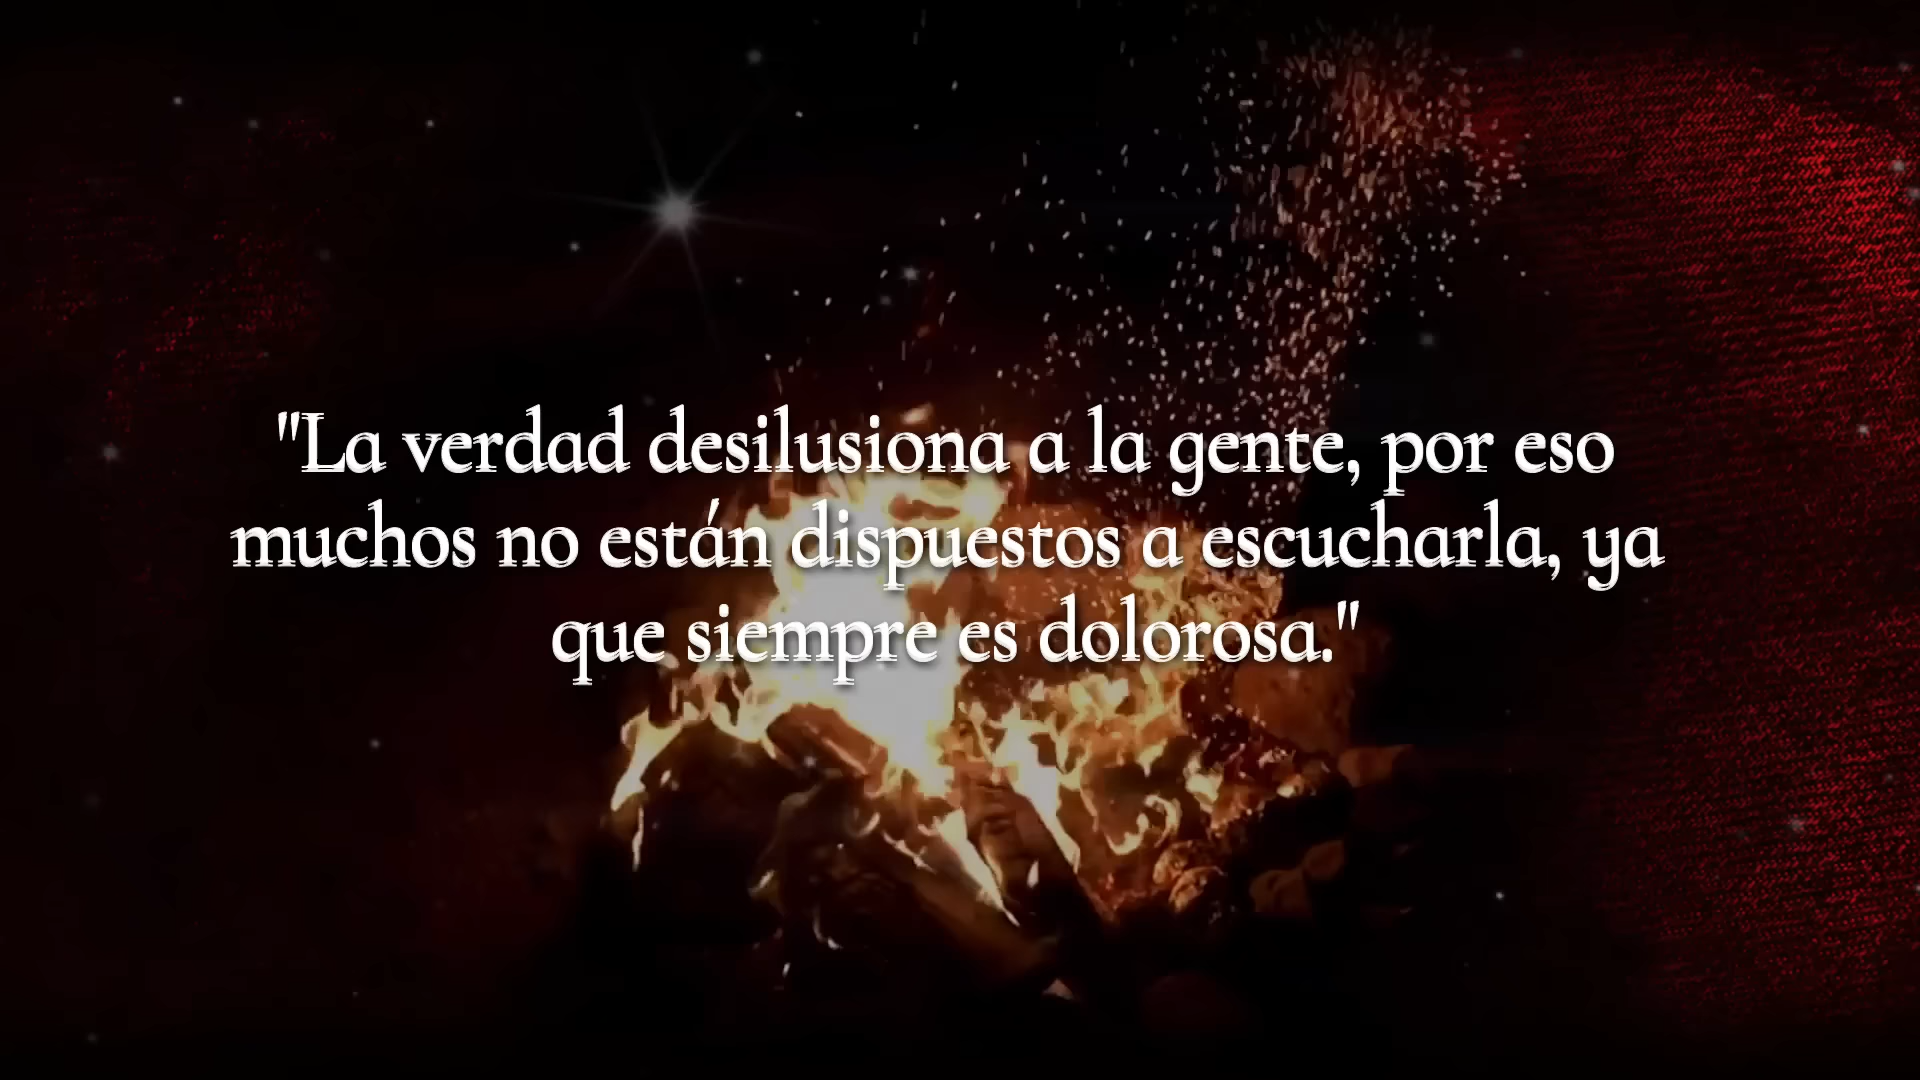 "La verdad desilusiona a la gente, por eso
muchos no están dispuestos a escucharla, ya
que siempre es dolorosa."